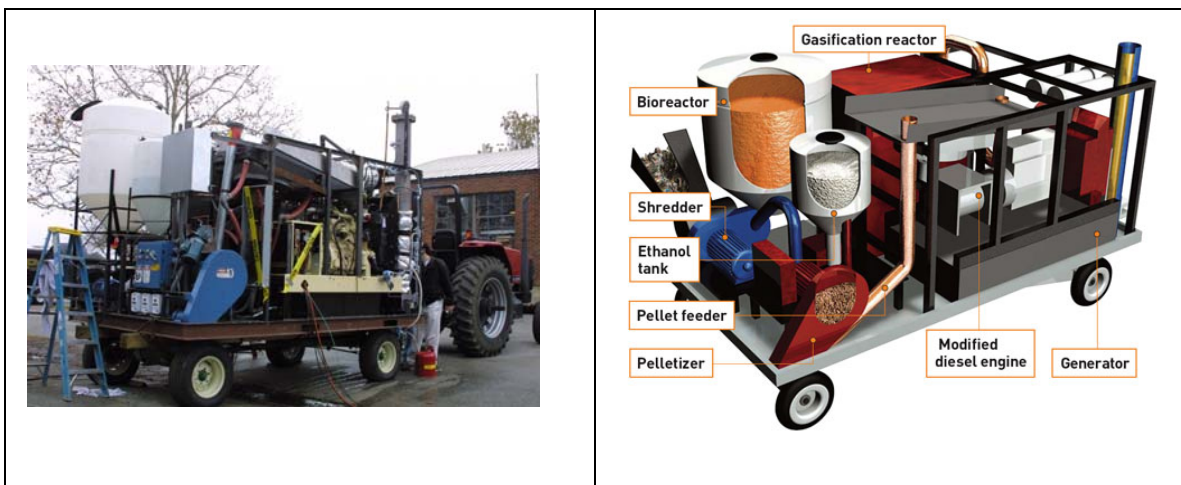 Gasification reactor
Bioreactor
Shredder
Ethanol
tank
Pellet feeder
Pelletizer
Modified
diesel engine
Generator